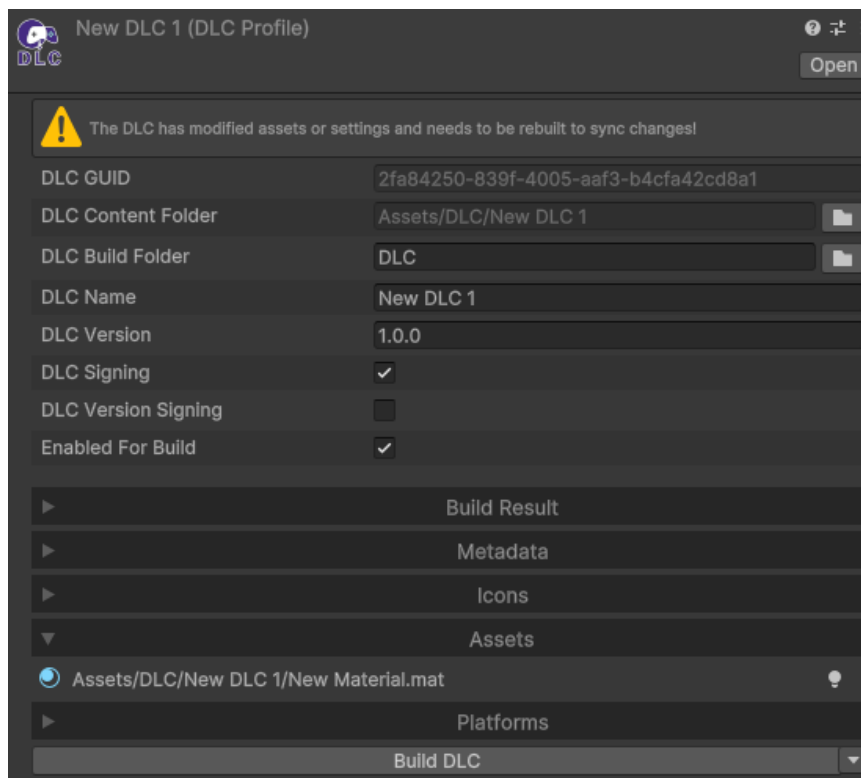 New DLC 1 (DLC Profile)
DLC
Open
The DLC has modified assets or settings and needs to be rebuilt to sync changes!
DLC GUID 2fa84250-839f-4005-aaf3-b4cfa42cd8a1
DLC Content Folder Assets/DLC/New DLC 1
DLC Build Folder DLC
DLC Name New DLC 1
DLC Version 1.0.0
DLC Signing
DLC Version Signing
Enabled For Build
Build Result
Metadata
Icons
Assets
Assets/DLC/New DLC 1/New Material.mat
Platforms
Build DLC